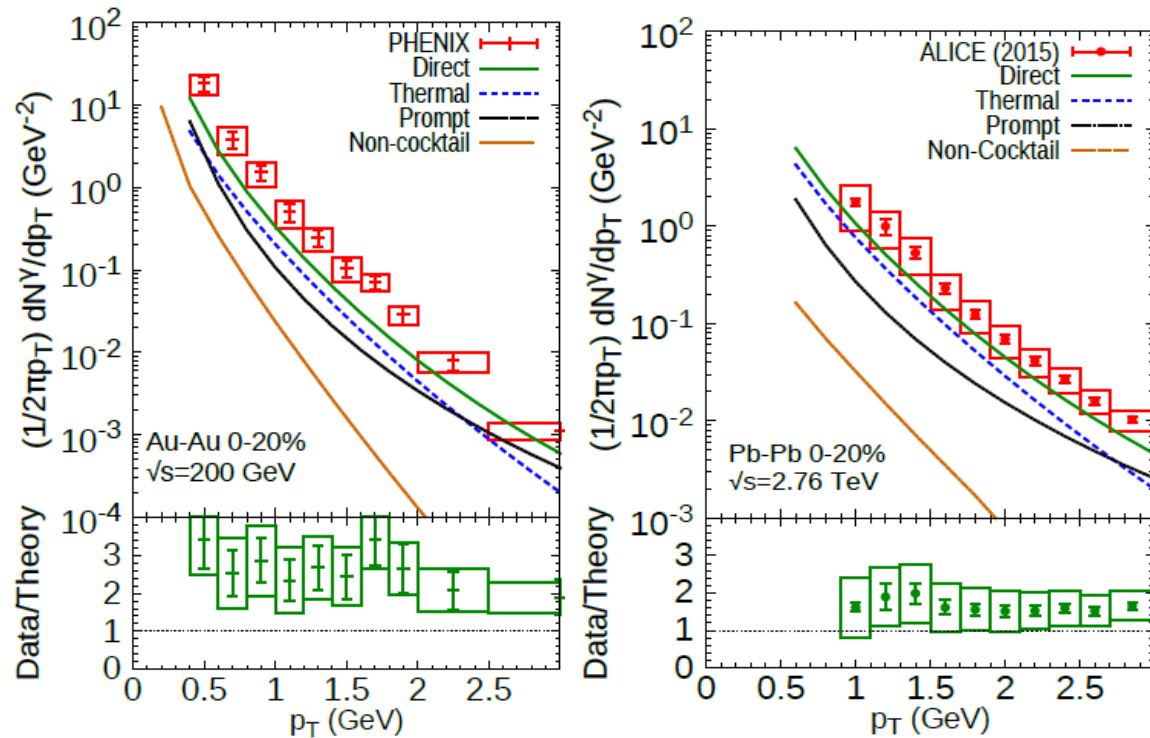 (1/2πp_T) dN^γ/dp_T (GeV^-2)
10^2
10^1
10^0
10^-1
10^-2
10^-3
10^-4
PHENIX
Direct
Thermal
Prompt
Non-cocktail
Au-Au 0-20%
√s=200 GeV
Data/Theory
3
2
1
0
0 0.5 1 1.5 2 2.5
p_T (GeV)
(1/2πp_T) dN^γ/dp_T (GeV^-2)
10^2
10^1
10^0
10^-1
10^-2
10^-3
ALICE (2015)
Direct
Thermal
Prompt
Non-Cocktail
Pb-Pb 0-20%
√s=2.76 TeV
Data/Theory
3
2
1
0
0 0.5 1 1.5 2 2.5
p_T (GeV)